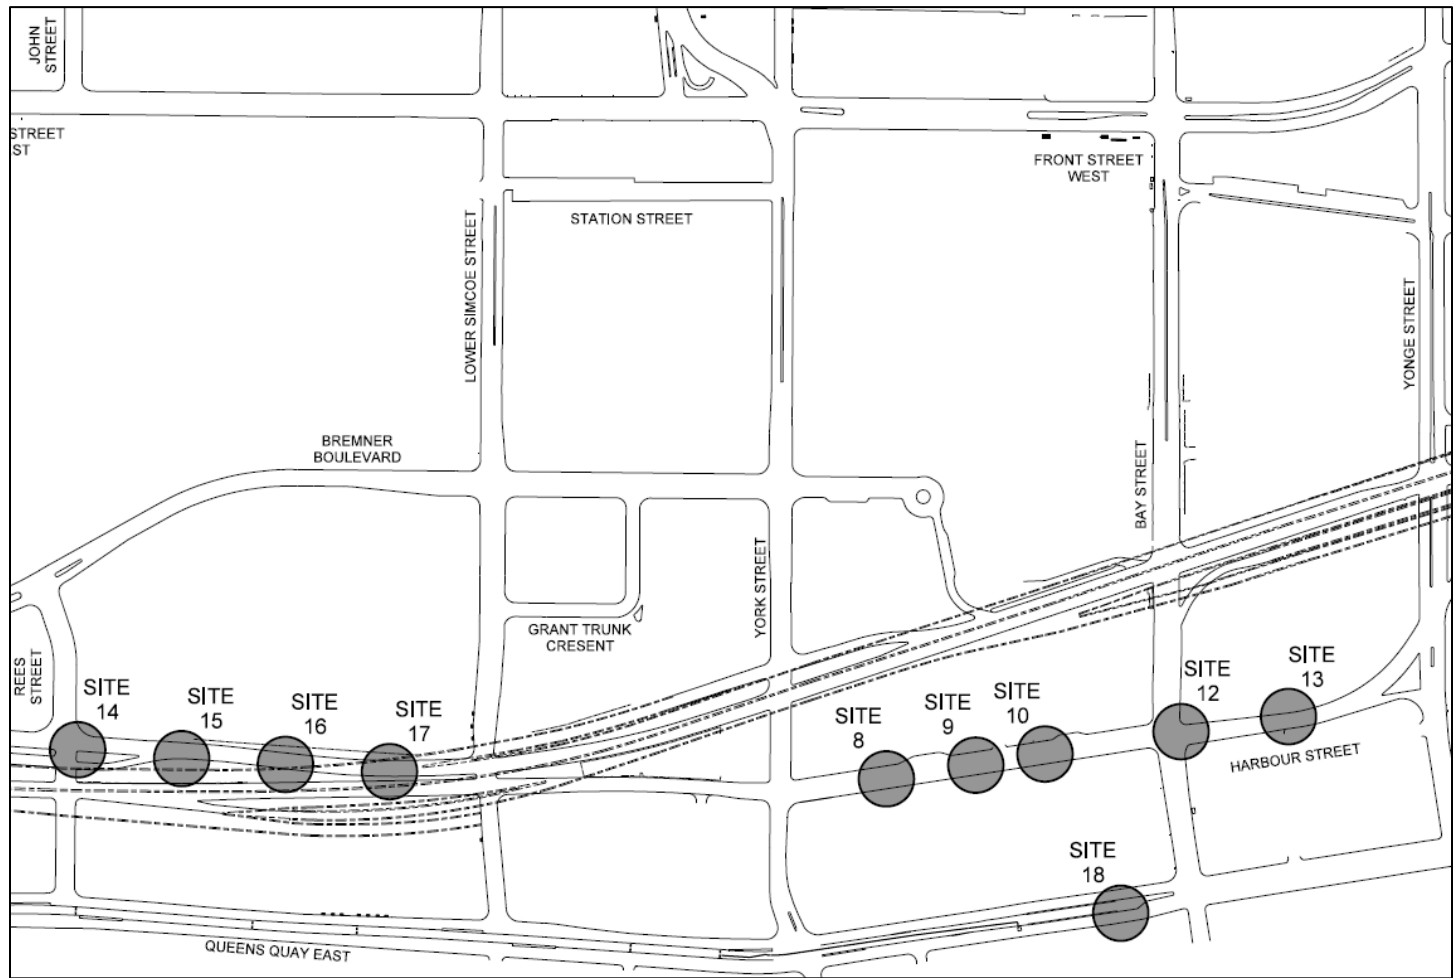 JOHN
STREET
STREET
ST
FRONT STREET
WEST
STATION STREET
LOWER SIMCOE STREET
YONGE STREET
BREMNER
BOULEVARD
BAY STREET
YORK STREET
GRANT TRUNK
CRESENT
REES
STREET
SITE
14
SITE
15
SITE
16
SITE
17
SITE
8
SITE
9
SITE
10
SITE
12
SITE
13
HARBOUR STREET
SITE
18
QUEENS QUAY EAST